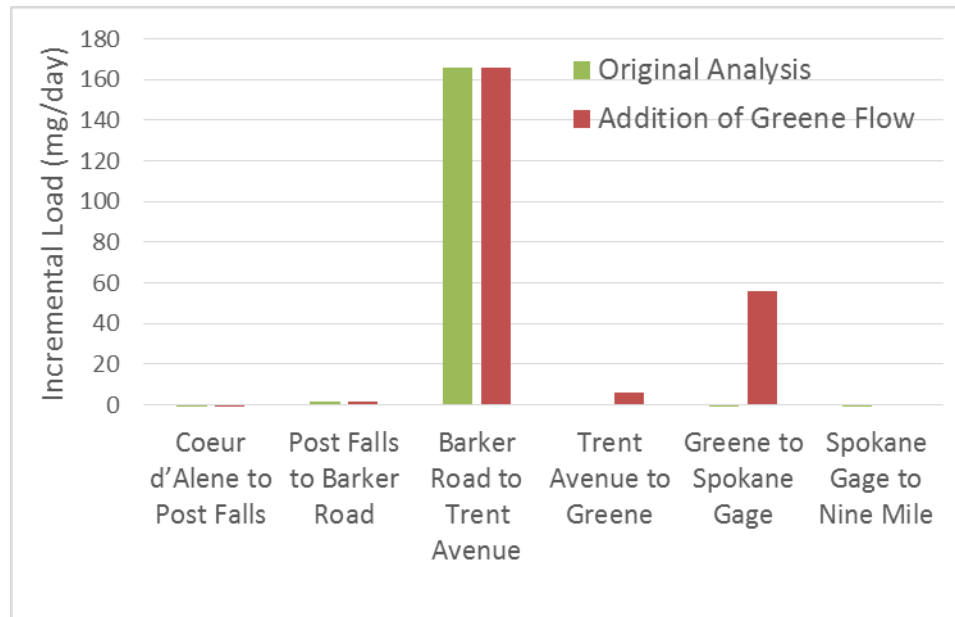 180
160
140
120
100
80
60
40
20
0
Incremental Load (mg/day)
Original Analysis
Addition of Greene Flow
Coeur
d’Alene to
Post Falls
Post Falls
to Barker
Road
Barker
Road to
Trent
Avenue
Trent
Avenue to
Greene
Greene to
Spokane
Gage
Spokane
Gage to
Nine Mile